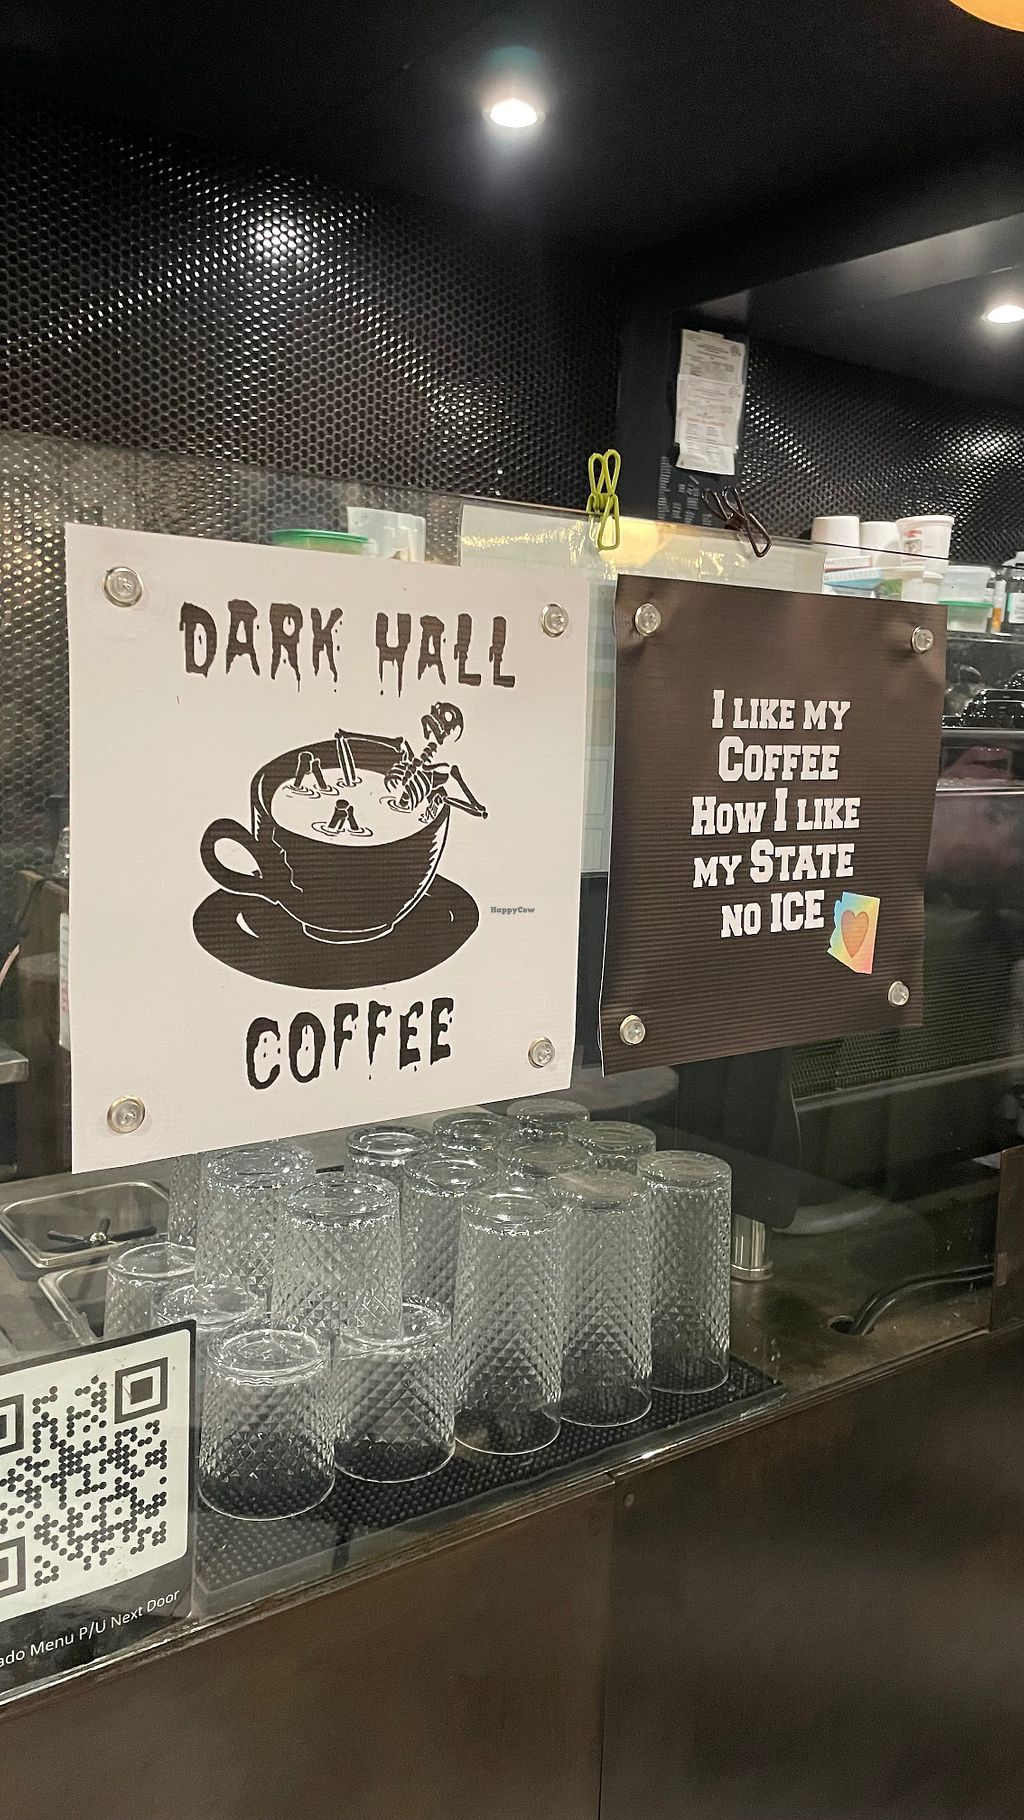 DARK HALL
COFFEE
I LIKE MY
COFFEE
HOW I LIKE
MY STATE
NO ICE
HappyCow
ado Menu P/U Next Door